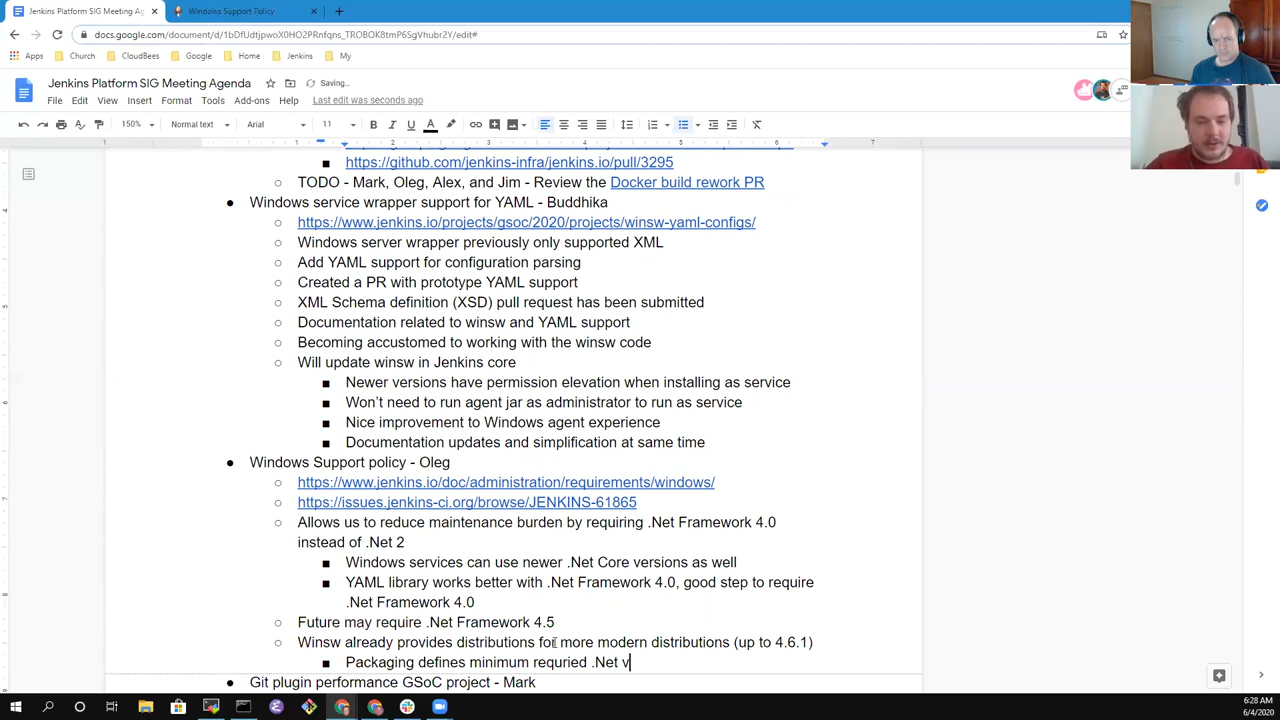 Jenkins Platform SIG Meeting Ag
Windows Support Policy
docs.google.com/document/d/1bDfUdtjpwoX0HO2PRnfqns_TROBOK8tmP6SgVhubr2Y/edit#
Apps Church CloudBees Google Home Jenkins My
Jenkins Platform SIG Meeting Agenda Saving...
File Edit View Insert Format Tools Add-ons Help Last edit was seconds ago
150% Normal text Arial 11
1 1 2 3 4 5 6 7
https://github.com/jenkins-infra/jenkins.io/pull/3295
TODO - Mark, Oleg, Alex, and Jim - Review the Docker build rework PR
Windows service wrapper support for YAML - Buddhika
https://www.jenkins.io/projects/gsoc/2020/projects/winsw-yaml-configs/
Windows server wrapper previously only supported XML
Add YAML support for configuration parsing
Created a PR with prototype YAML support
XML Schema definition (XSD) pull request has been submitted
Documentation related to winsw and YAML support
Becoming accustomed to working with the winsw code
Will update winsw in Jenkins core
Newer versions have permission elevation when installing as service
Won't need to run agent jar as administrator to run as service
Nice improvement to Windows agent experience
Documentation updates and simplification at same time
Windows Support policy - Oleg
https://www.jenkins.io/doc/administration/requirements/windows/
https://issues.jenkins-ci.org/browse/JENKINS-61865
Allows us to reduce maintenance burden by requiring .Net Framework 4.0
instead of .Net 2
Windows services can use newer .Net Core versions as well
YAML library works better with .Net Framework 4.0, good step to require
.Net Framework 4.0
Future may require .Net Framework 4.5
Winsw already provides distributions for more modern distributions (up to 4.6.1)
Packaging defines minimum requried .Net v
Git plugin performance GSoC project - Mark
6:28 AM
6/4/2020